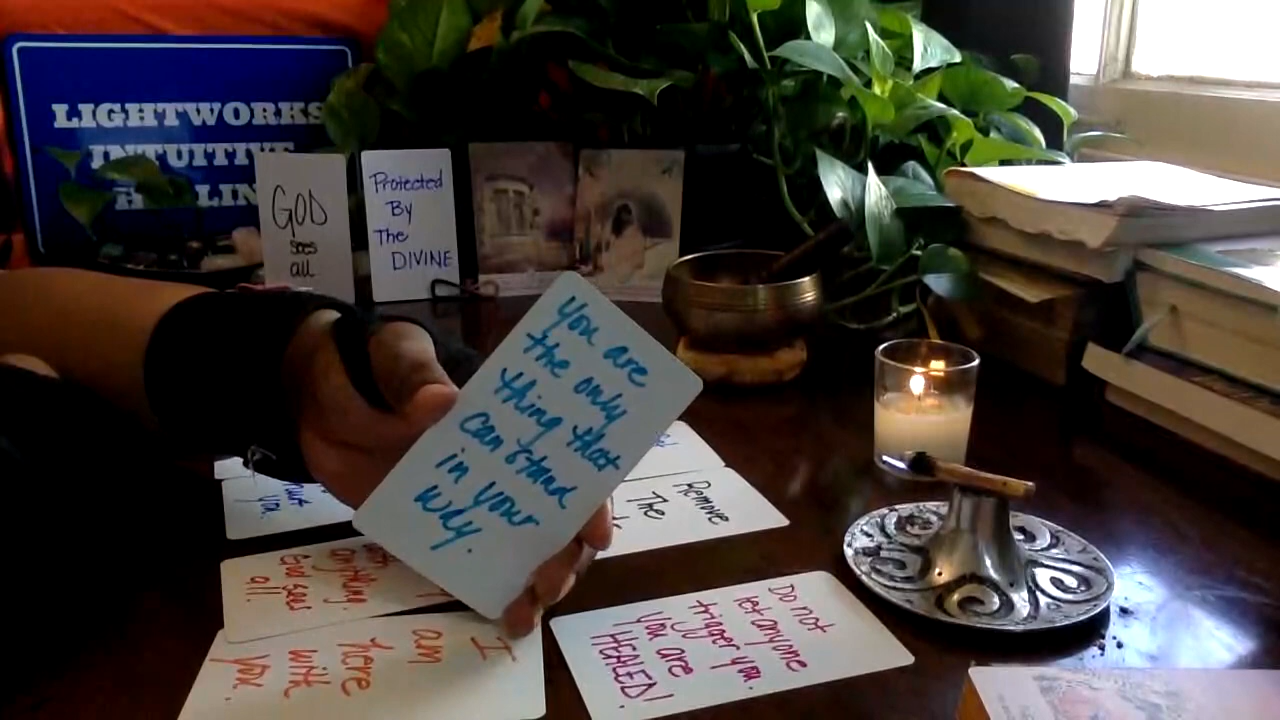 LIGHTWORKS
INTUITIVE
GOD
sees
all
Protected
By
The
DIVINE
You are
the only
thing that
can stand
in your
way.
you.
Remove
The
anything.
God sees
all.
I
am
here
with
you.
Do not
let anyone
trigger you.
You are
HEALED!